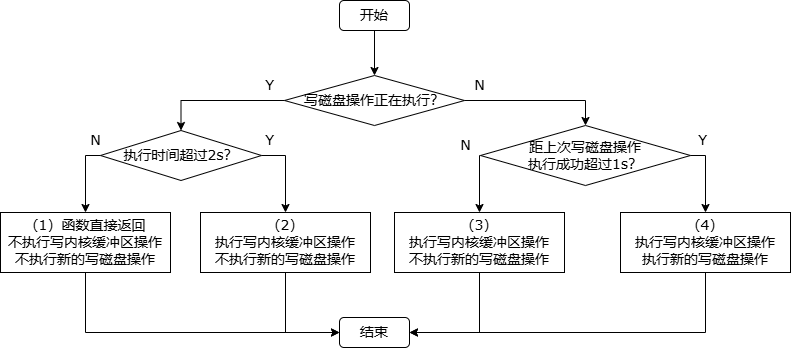 开始
Y
N
写磁盘操作正在执行?
N
执行时间超过2s?
Y
N
距上次写磁盘操作
执行成功超过1s?
Y
（1）函数直接返回
不执行写内核缓冲区操作
不执行新的写磁盘操作
（2）
执行写内核缓冲区操作
不执行新的写磁盘操作
（3）
执行写内核缓冲区操作
不执行新的写磁盘操作
（4）
执行写内核缓冲区操作
执行新的写磁盘操作
结束